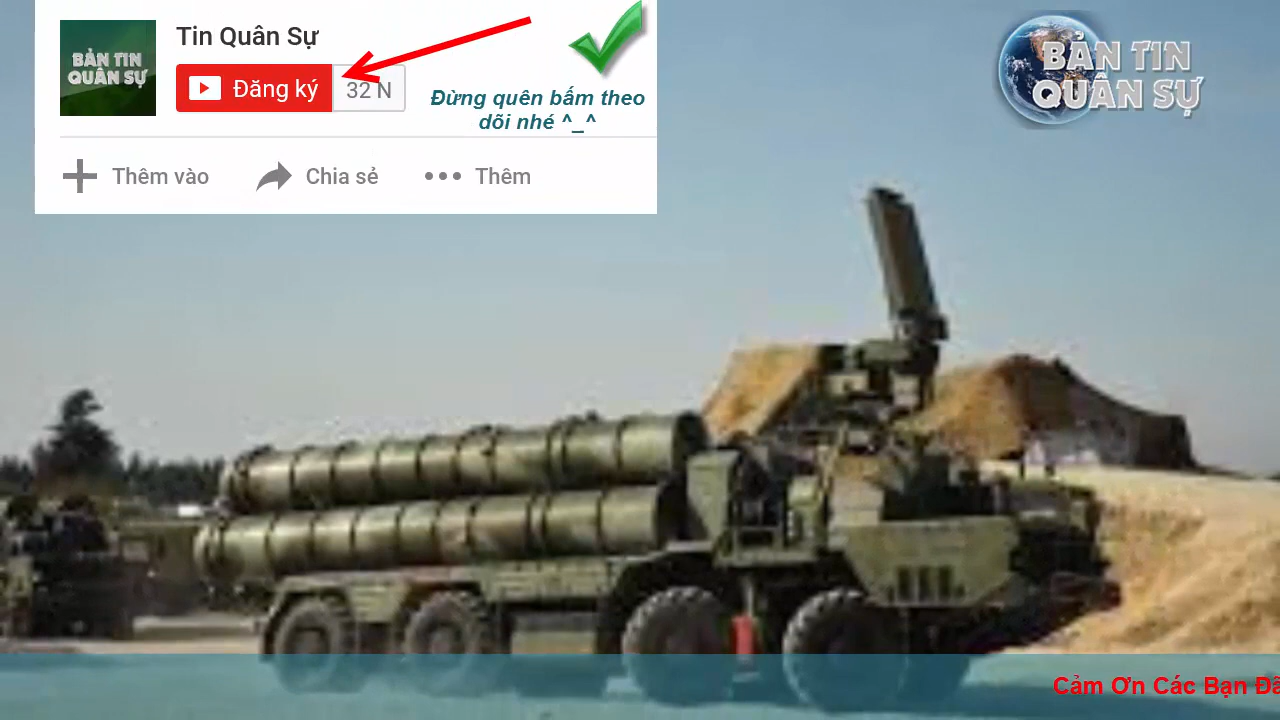 Tin Quân Sự
BẢN TIN
QUÂN SỰ
Đăng ký
32 N
Đừng quên bấm theo
dõi nhé ^_^
Thêm vào
Chia sẻ
Thêm
BẢN TIN
QUÂN SỰ
Cảm Ơn Các Bạn Đã